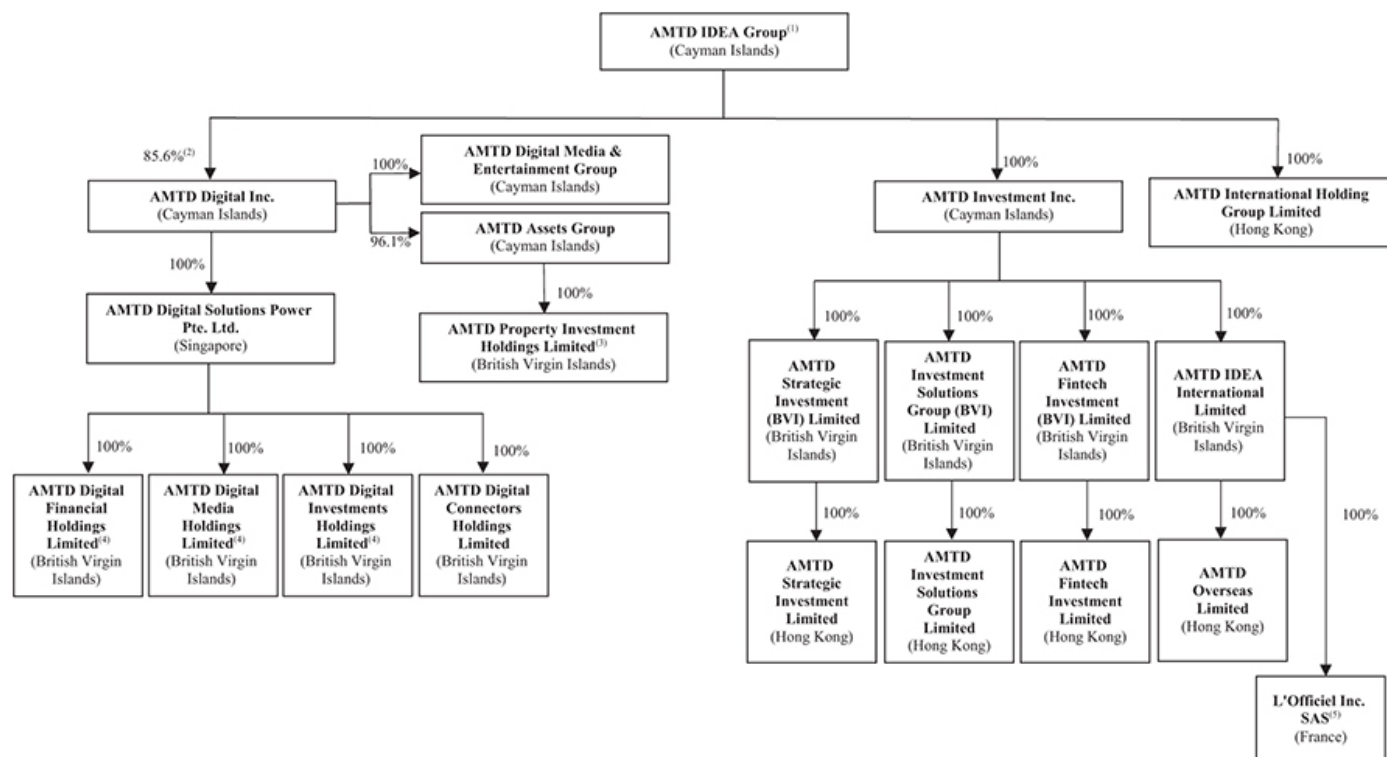 AMTD IDEA Group(1)
(Cayman Islands)
85.6%(2)
AMTD Digital Inc.
(Cayman Islands)
100%
AMTD Digital Media &
Entertainment Group
(Cayman Islands)
96.1%
AMTD Assets Group
(Cayman Islands)
100%
AMTD Property Investment
Holdings Limited(3)
(British Virgin Islands)
100%
AMTD Digital Solutions Power
Pte. Ltd.
(Singapore)
100%
AMTD Digital
Financial
Holdings
Limited(4)
(British Virgin
Islands)
100%
AMTD Digital
Media
Holdings
Limited(4)
(British Virgin
Islands)
100%
AMTD Digital
Investments
Holdings
Limited(4)
(British Virgin
Islands)
100%
AMTD Digital
Connectors
Holdings
Limited
(British Virgin
Islands)
100%
AMTD Investment Inc.
(Cayman Islands)
100%
AMTD International Holding
Group Limited
(Hong Kong)
100%
AMTD
Strategic
Investment
(BVI) Limited
(British Virgin
Islands)
100%
AMTD
Investment
Solutions
Group (BVI)
Limited
(British Virgin
Islands)
100%
AMTD
Fintech
Investment
(BVI) Limited
(British Virgin
Islands)
100%
AMTD IDEA
International
Limited
(British Virgin
Islands)
100%
AMTD
Strategic
Investment
Limited
(Hong Kong)
100%
AMTD
Investment
Solutions
Group
Limited
(Hong Kong)
100%
AMTD
Fintech
Investment
Limited
(Hong Kong)
100%
AMTD
Overseas
Limited
(Hong Kong)
100%
L'Officiel Inc.
SAS(5)
(France)